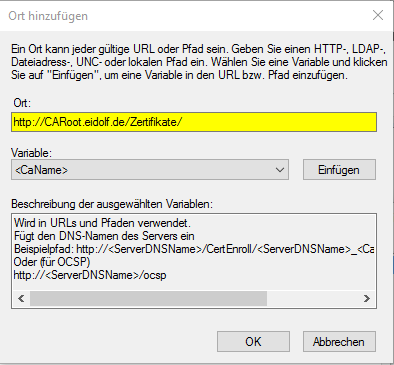 Ort hinzufügen
Ein Ort kann jeder gültige URL oder Pfad sein. Geben Sie einen HTTP-, LDAP-,
Dateiadress-, UNC- oder lokalen Pfad ein. Wählen Sie eine Variable und klicken
Sie auf "Einfügen", um eine Variable in den URL bzw. Pfad einzufügen.
Ort:
http://CARoot.eidolf.de/Zertifikate/
Variable:
<CaName>
Einfügen
Beschreibung der ausgewählten Variablen:
Wird in URLs und Pfaden verwendet.
Fügt den DNS-Namen des Servers ein
Beispielpfad: http://<ServerDNSName>/CertEnroll/<ServerDNSName>_<Ca
Oder (für OCSP)
http://<ServerDNSName>/ocsp
OK
Abbrechen